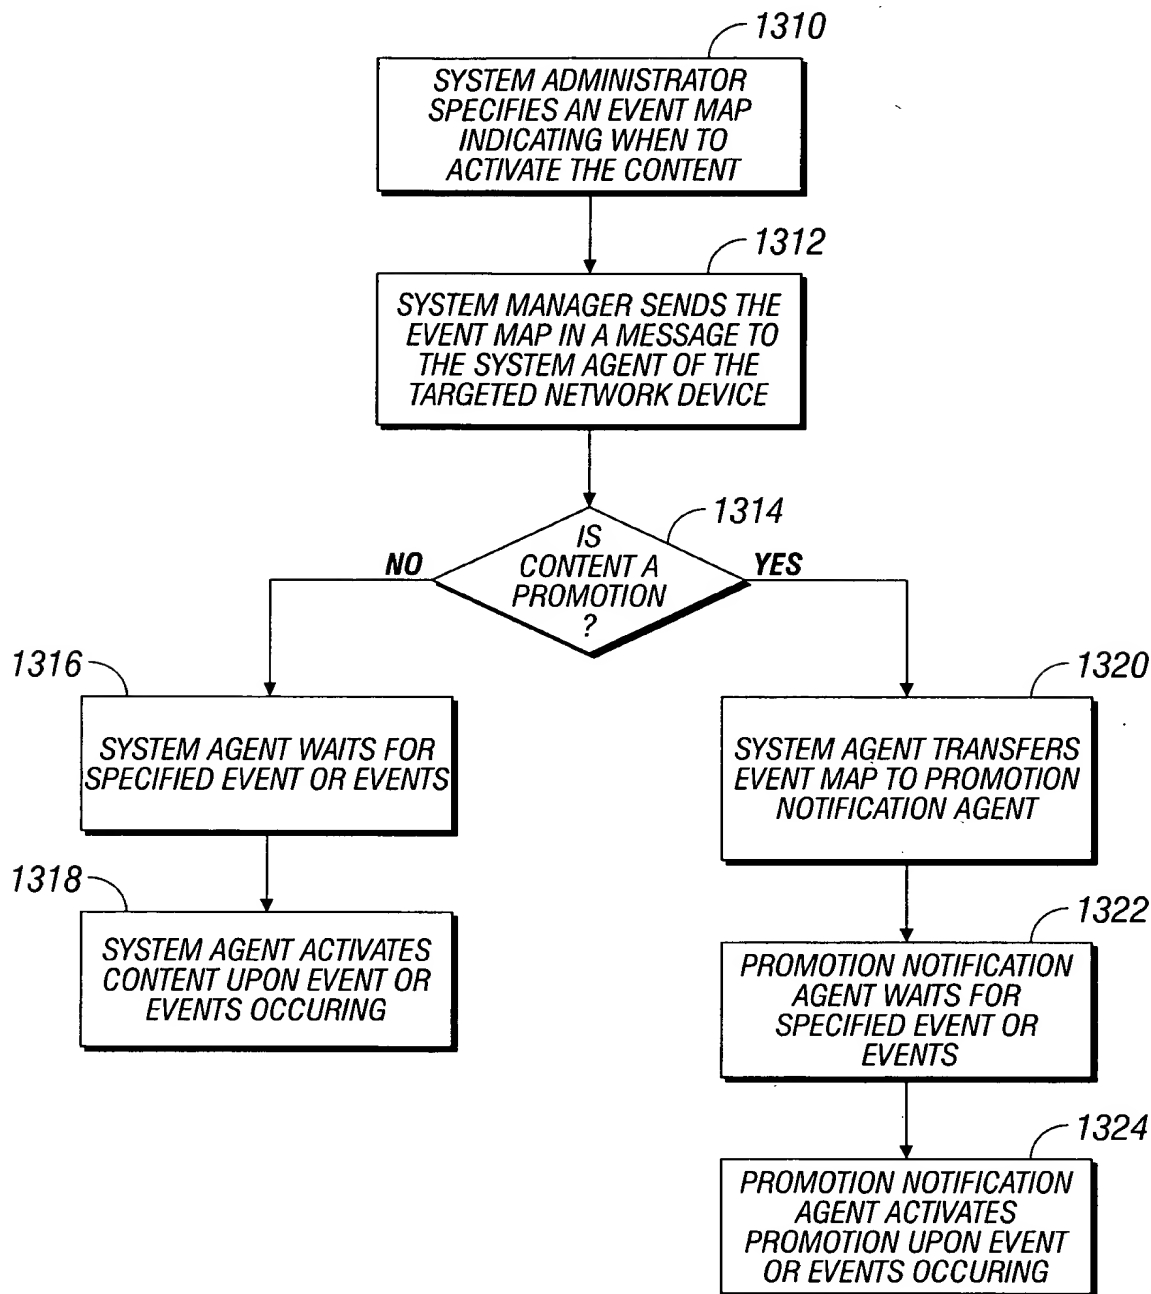 1310
SYSTEM ADMINISTRATOR
SPECIFIES AN EVENT MAP
INDICATING WHEN TO
ACTIVATE THE CONTENT
1312
SYSTEM MANAGER SENDS THE
EVENT MAP IN A MESSAGE TO
THE SYSTEM AGENT OF THE
TARGETED NETWORK DEVICE
1314
IS
CONTENT A
PROMOTION
?
NO
YES
1316
SYSTEM AGENT WAITS FOR
SPECIFIED EVENT OR EVENTS
1318
SYSTEM AGENT ACTIVATES
CONTENT UPON EVENT OR
EVENTS OCCURING
1320
SYSTEM AGENT TRANSFERS
EVENT MAP TO PROMOTION
NOTIFICATION AGENT
1322
PROMOTION NOTIFICATION
AGENT WAITS FOR
SPECIFIED EVENT OR
EVENTS
1324
PROMOTION NOTIFICATION
AGENT ACTIVATES
PROMOTION UPON EVENT
OR EVENTS OCCURING